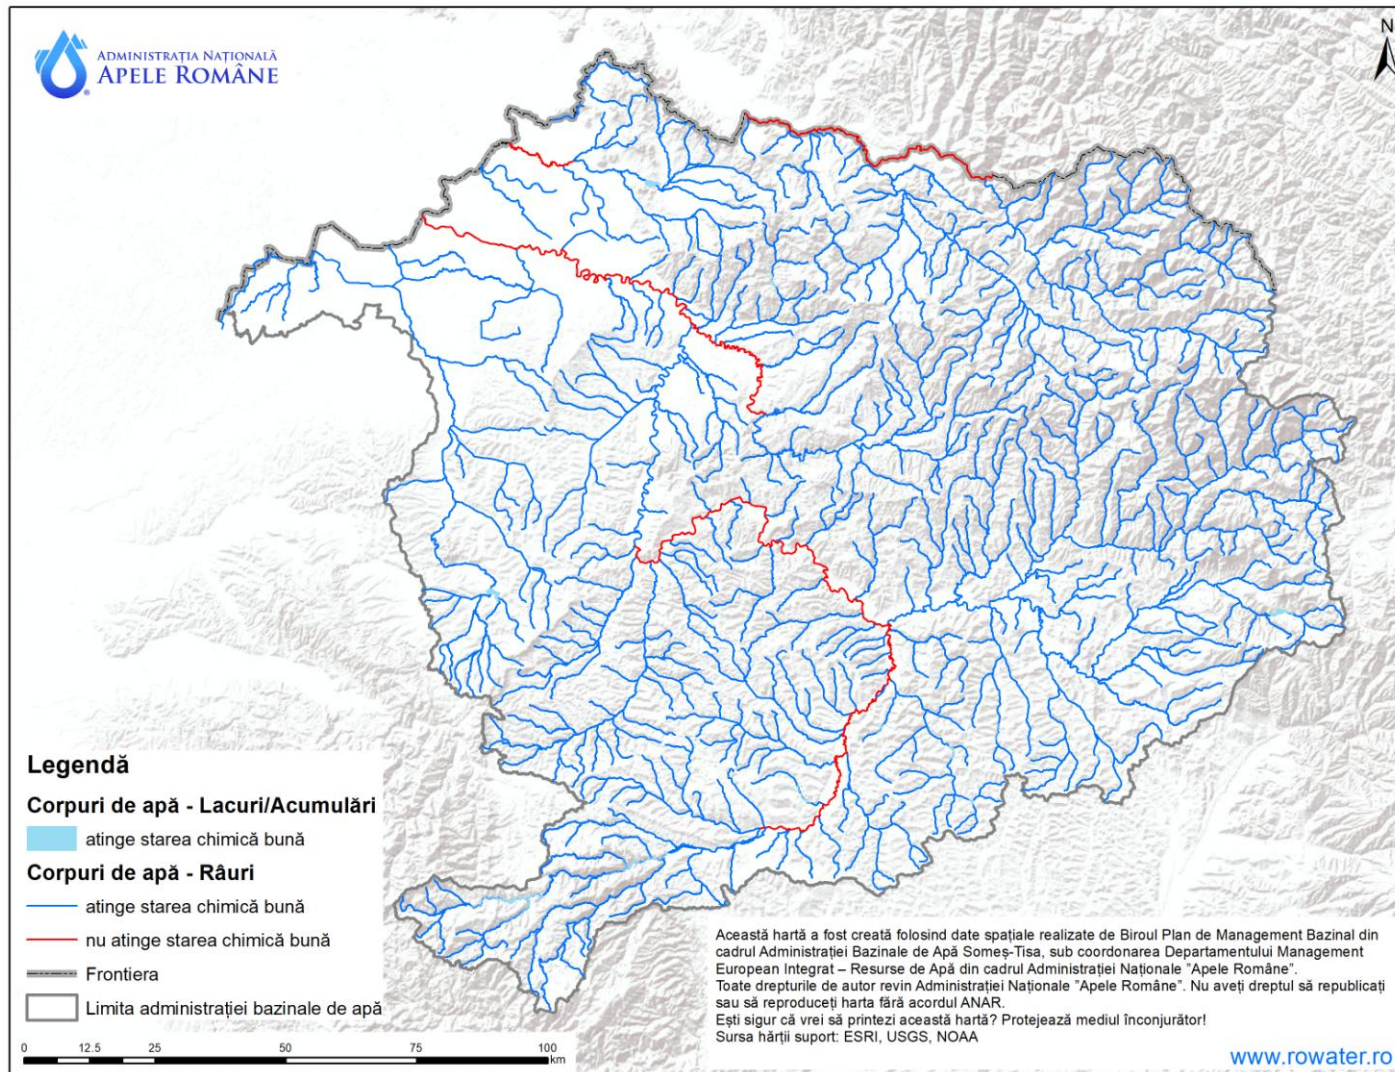 ADMINISTRAȚIA NAȚIONALĂ
APELE ROMÂNE
N
Legendă
Corpuri de apă - Lacuri/Acumulări
atinge starea chimică bună
Corpuri de apă - Râuri
atinge starea chimică bună
nu atinge starea chimică bună
Frontiera
Limita administrației bazinale de apă
0 12.5 25 50 75 100
km
Această hartă a fost creată folosind date spațiale realizate de Biroul Plan de Management Bazinal din
cadrul Administrației Bazinale de Apă Someș-Tisa, sub coordonarea Departamentului Management
European Integrat – Resurse de Apă din cadrul Administrației Naționale ”Apele Române”.
Toate drepturile de autor revin Administrației Naționale ”Apele Române”. Nu aveți dreptul să republicați
sau să reproduceți harta fără acordul ANAR.
Ești sigur că vrei să printezi această hartă? Protejează mediul înconjurător!
Sursa hărții suport: ESRI, USGS, NOAA
www.rowater.ro